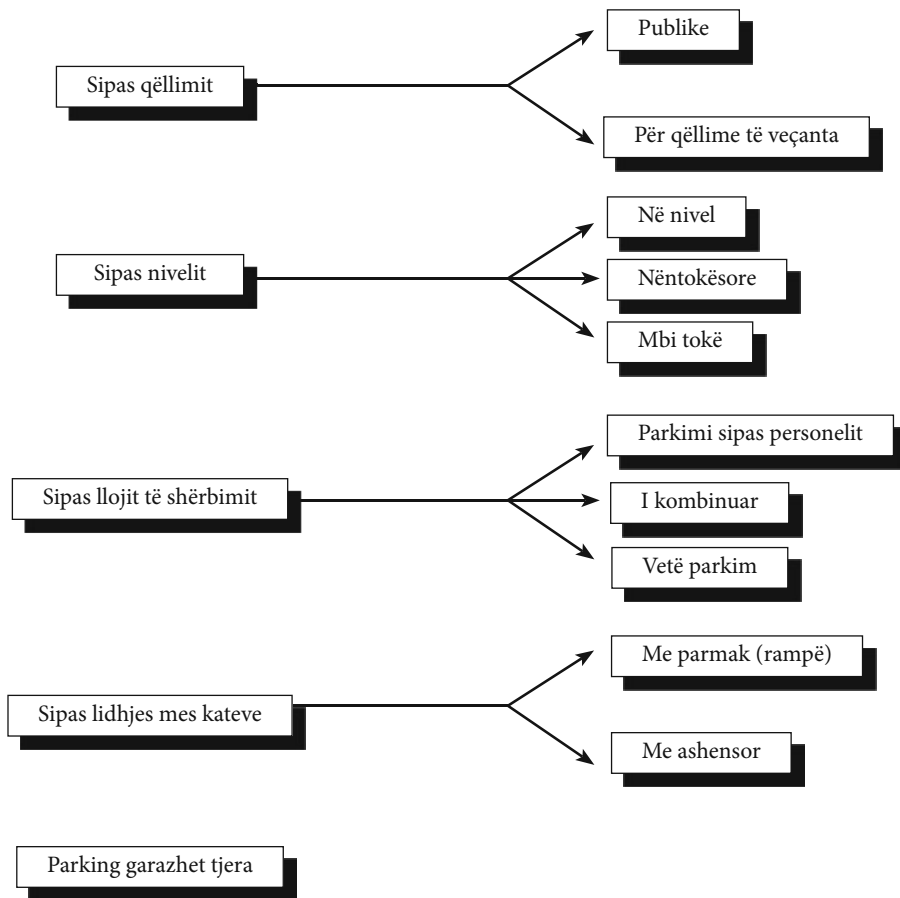 Sipas qëllimit
Publike
Për qëllime të veçanta
Sipas nivelit
Në nivel
Nëntokësore
Mbi tokë
Sipas llojit të shërbimit
Parkimi sipas personelit
I kombinuar
Vetë parkim
Sipas lidhjes mes kateve
Me parmak (rampë)
Me ashensor
Parking garazhet tjera